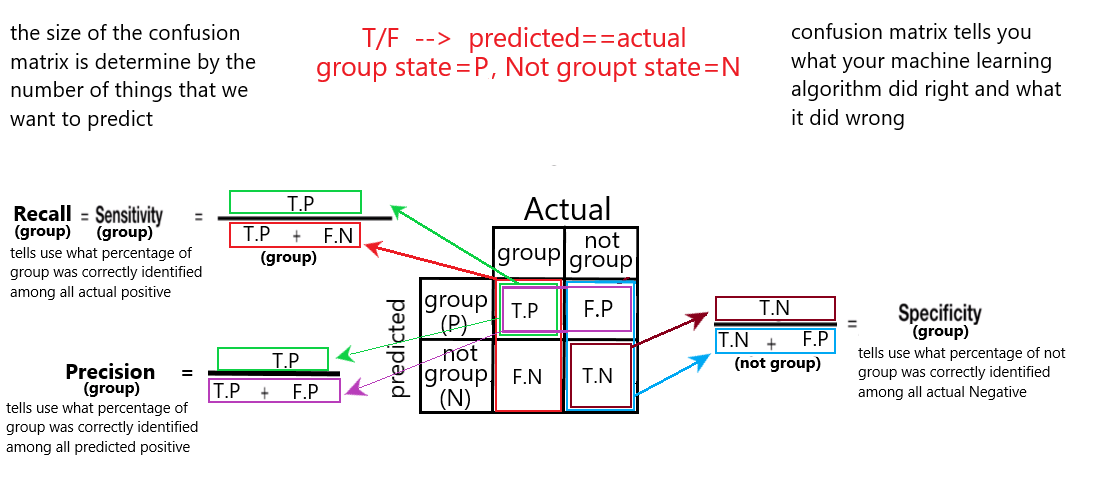 the size of the confusion
matrix is determine by the
number of things that we
want to predict
T/F --> predicted==actual
group state=P, Not groupt state=N
confusion matrix tells you
what your machine learning
algorithm did right and what
it did wrong
Recall = Sensitivity =
(group) (group)
tells use what percentage of
group was correctly identified
among all actual positive
T.P
T.P + F.N
(group)
Precision =
(group)
tells use what percentage of
group was correctly identified
among all predicted positive
T.P
T.P + F.P
Actual
group
not
group
predicted
group
(P)
T.P
F.P
not
group
(N)
F.N
T.N
T.N
T.N + F.P
(not group)
= Specificity
(group)
tells use what percentage of not
group was correctly identified
among all actual Negative